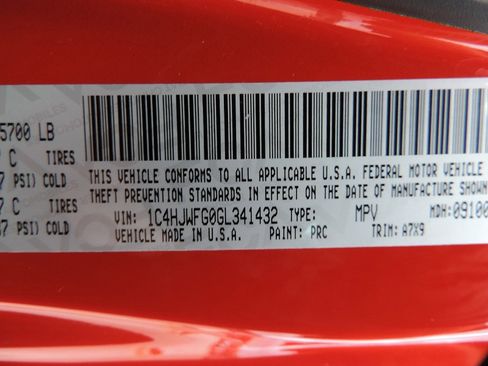 5700 LB
C TIRES
PSI) COLD
C TIRES
PSI) COLD
THIS VEHICLE CONFORMS TO ALL APPLICABLE U.S.A. FEDERAL MOTOR VEHICLE
THEFT PREVENTION STANDARDS IN EFFECT ON THE DATE OF MANUFACTURE SHOWN
VIN: 1C4HJWFG0GL341432 TYPE: MPV MDH: 09100
VEHICLE MADE IN U.S.A. PAINT: PRC TRIM: A7X9